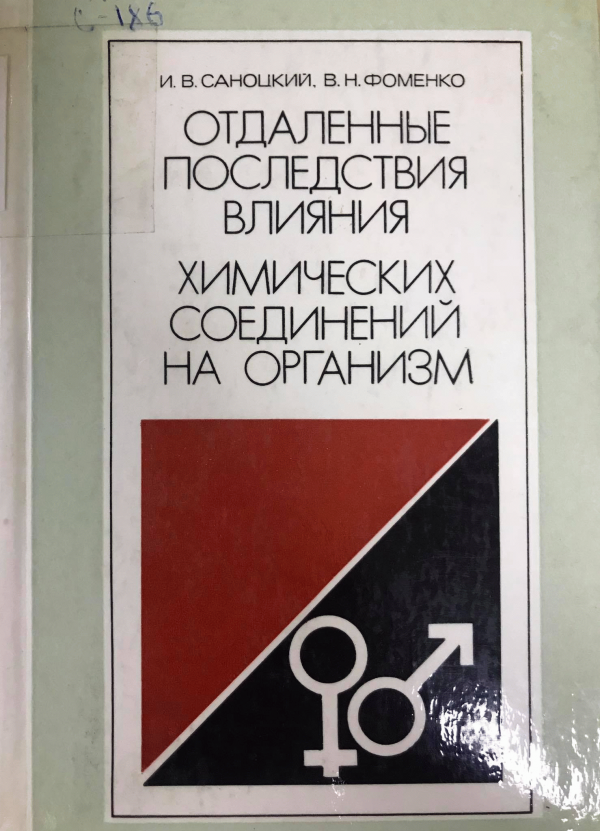 С-186
И. В. САНОЦКИЙ, В. Н. ФОМЕНКО
ОТДАЛЕННЫЕ
ПОСЛЕДСТВИЯ
ВЛИЯНИЯ
ХИМИЧЕСКИХ
СОЕДИНЕНИЙ
НА ОРГАНИЗМ